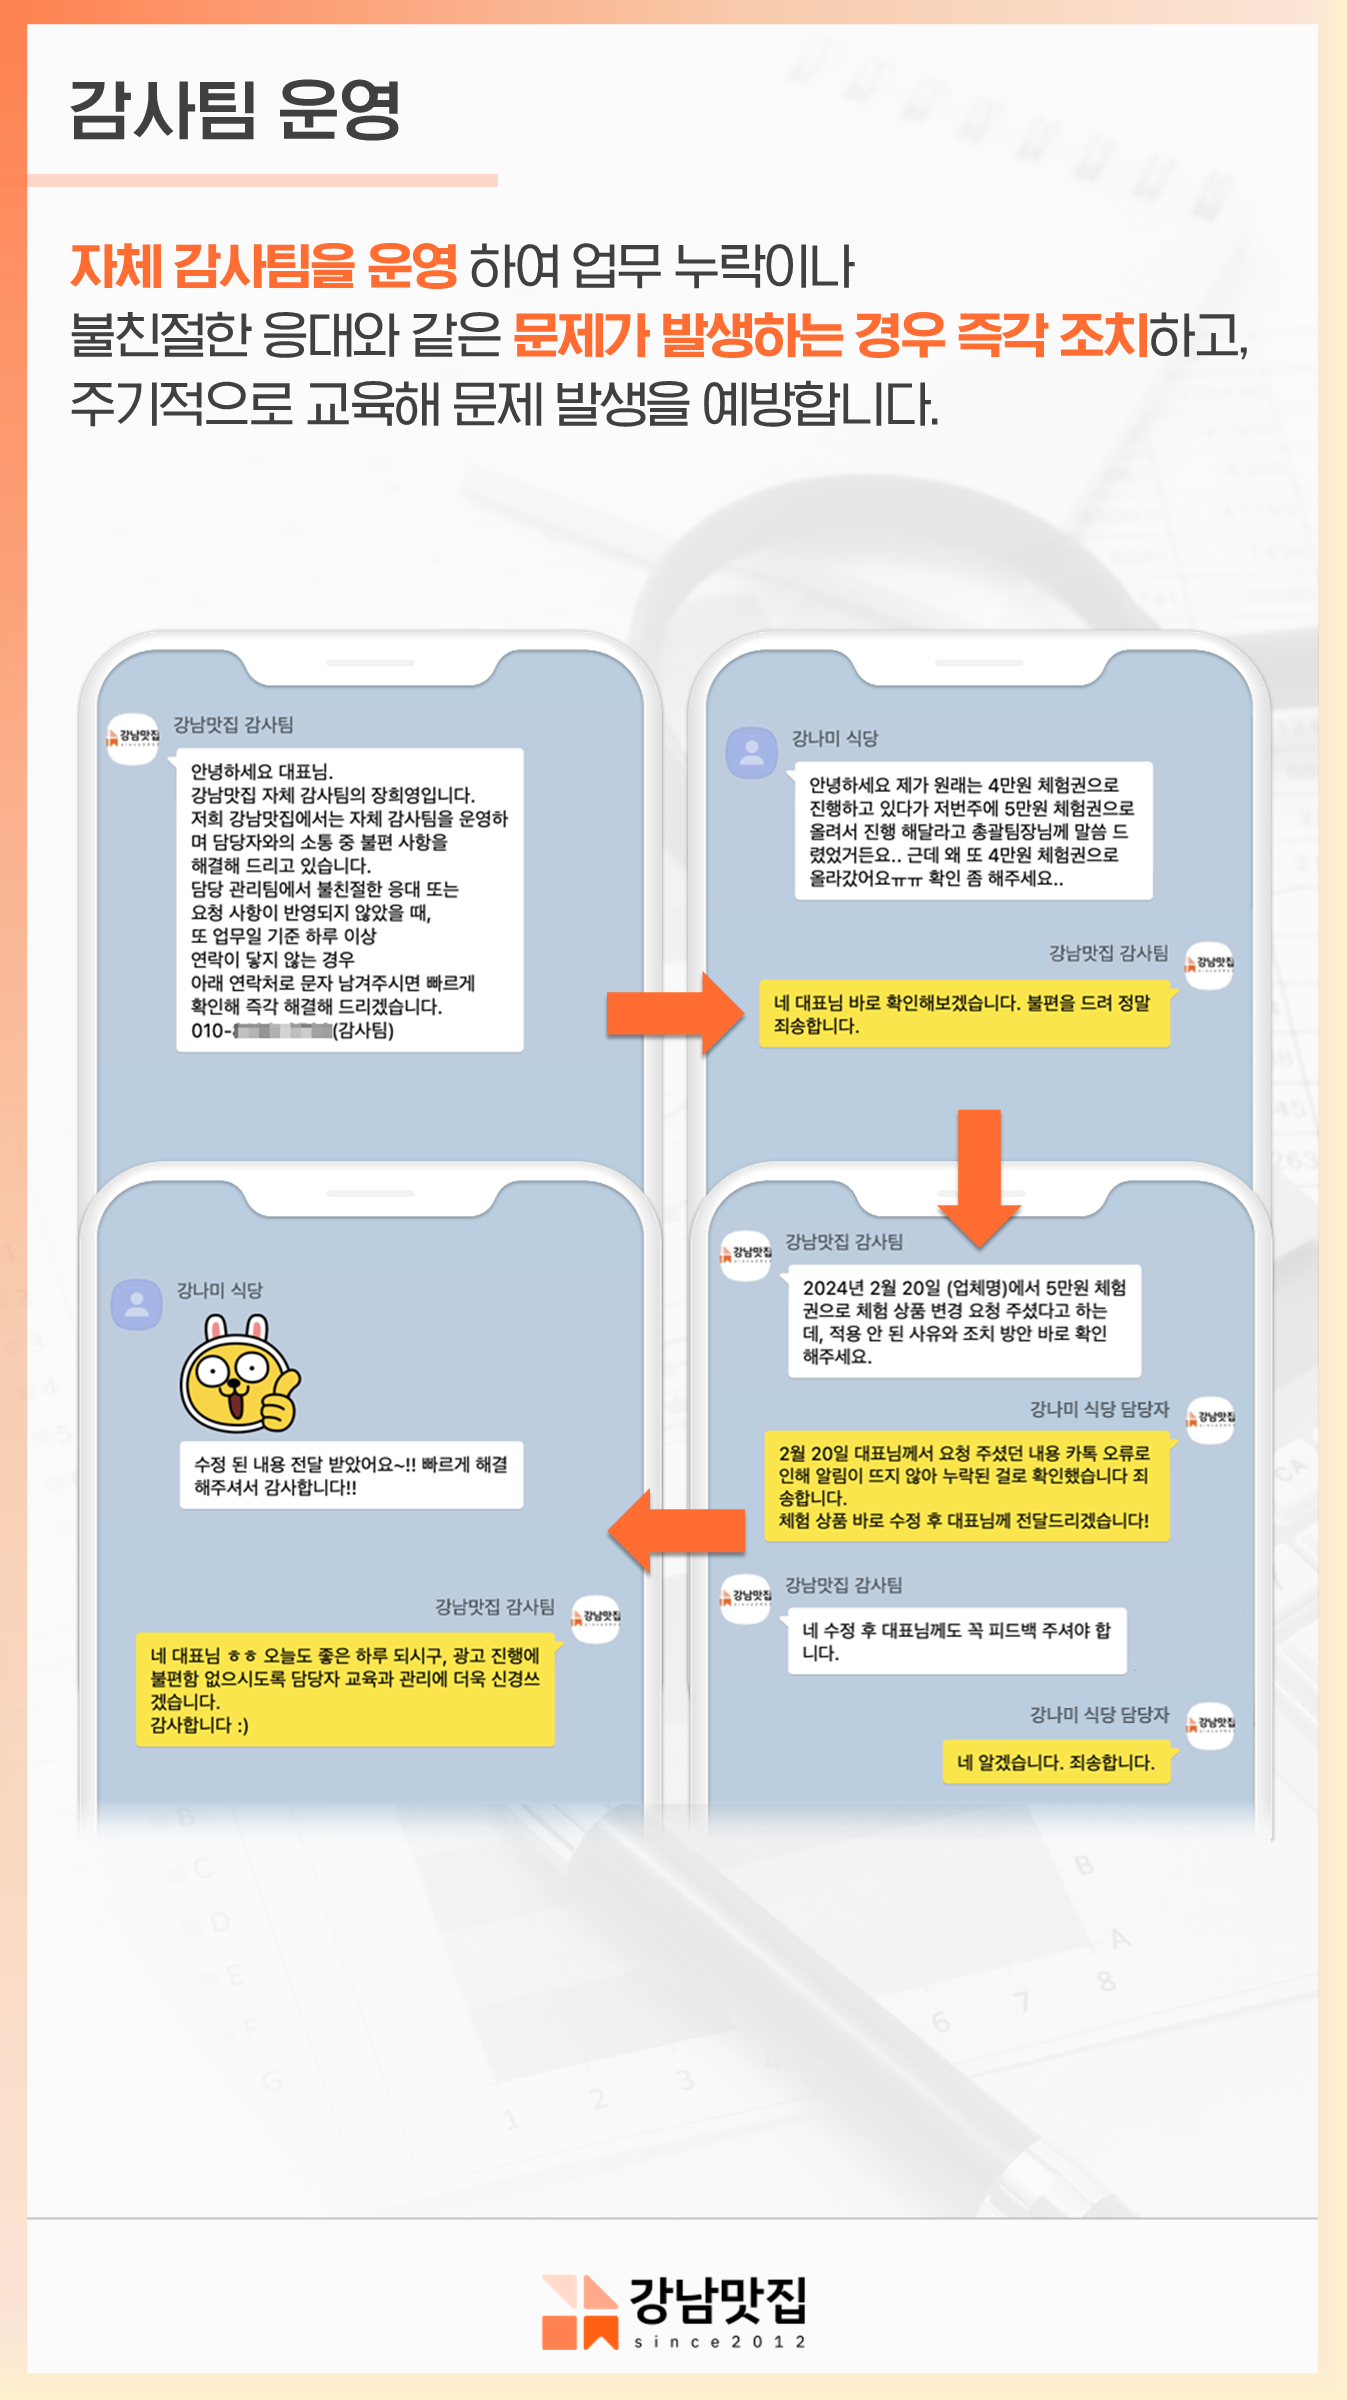 감사팀 운영
자체 감사팀을 운영 하여 업무 누락이나
불친절한 응대와 같은 문제가 발생하는 경우 즉각 조치하고,
주기적으로 교육해 문제 발생을 예방합니다.
강남맛집
강남맛집 감사팀
안녕하세요 대표님.
강남맛집 자체 감사팀의 장희영입니다.
저희 강남맛집에서는 자체 감사팀을 운영하
며 담당자와의 소통 중 불편 사항을
해결해 드리고 있습니다.
담당 관리팀에서 불친절한 응대 또는
요청 사항이 반영되지 않았을 때,
또 업무일 기준 하루 이상
연락이 닿지 않는 경우
아래 연락처로 문자 남겨주시면 빠르게
확인해 즉각 해결해 드리겠습니다.
010-(감사팀)
강나미 식당
안녕하세요 제가 원래는 4만원 체험권으로
진행하고 있다가 저번주에 5만원 체험권으로
올려서 진행 해달라고 총괄팀장님께 말씀 드
렸었거든요.. 근데 왜 또 4만원 체험권으로
올라갔어요ㅠㅠ 확인 좀 해주세요..
강남맛집 감사팀
강남맛집
네 대표님 바로 확인해보겠습니다. 불편을 드려 정말
죄송합니다.
강남맛집
강남맛집 감사팀
2024년 2월 20일 (업체명)에서 5만원 체험
권으로 체험 상품 변경 요청 주셨다고 하는
데, 적용 안 된 사유와 조치 방안 바로 확인
해주세요.
강나미 식당 담당자
강남맛집
2월 20일 대표님께서 요청 주셨던 내용 카톡 오류로
인해 알림이 뜨지 않아 누락된 걸로 확인했습니다 죄
송합니다.
체험 상품 바로 수정 후 대표님께 전달드리겠습니다!
강남맛집
강남맛집 감사팀
네 수정 후 대표님께도 꼭 피드백 주셔야 합
니다.
강나미 식당 담당자
강남맛집
네 알겠습니다. 죄송합니다.
강나미 식당
수정 된 내용 전달 받았어요~!! 빠르게 해결
해주셔서 감사합니다!!
강남맛집 감사팀
강남맛집
네 대표님 ㅎㅎ 오늘도 좋은 하루 되시구, 광고 진행에
불편함 없으시도록 담당자 교육과 관리에 더욱 신경쓰
겠습니다.
감사합니다 :)
강남맛집
since2012